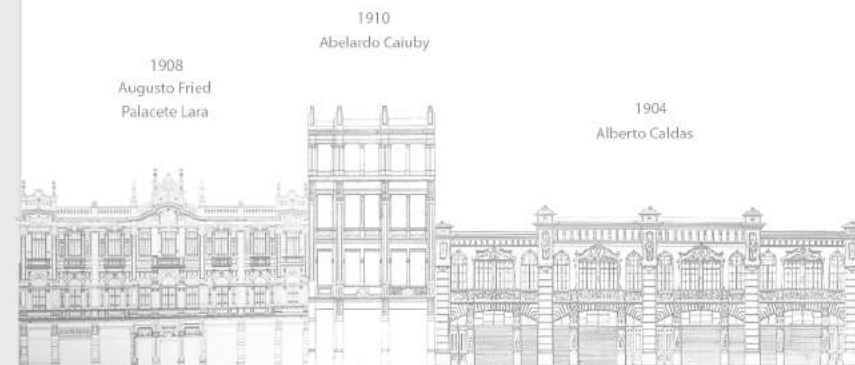 1908
Augusto Fried
Palacete Lara
1910
Abelardo Caiuby
1904
Alberto Caldas